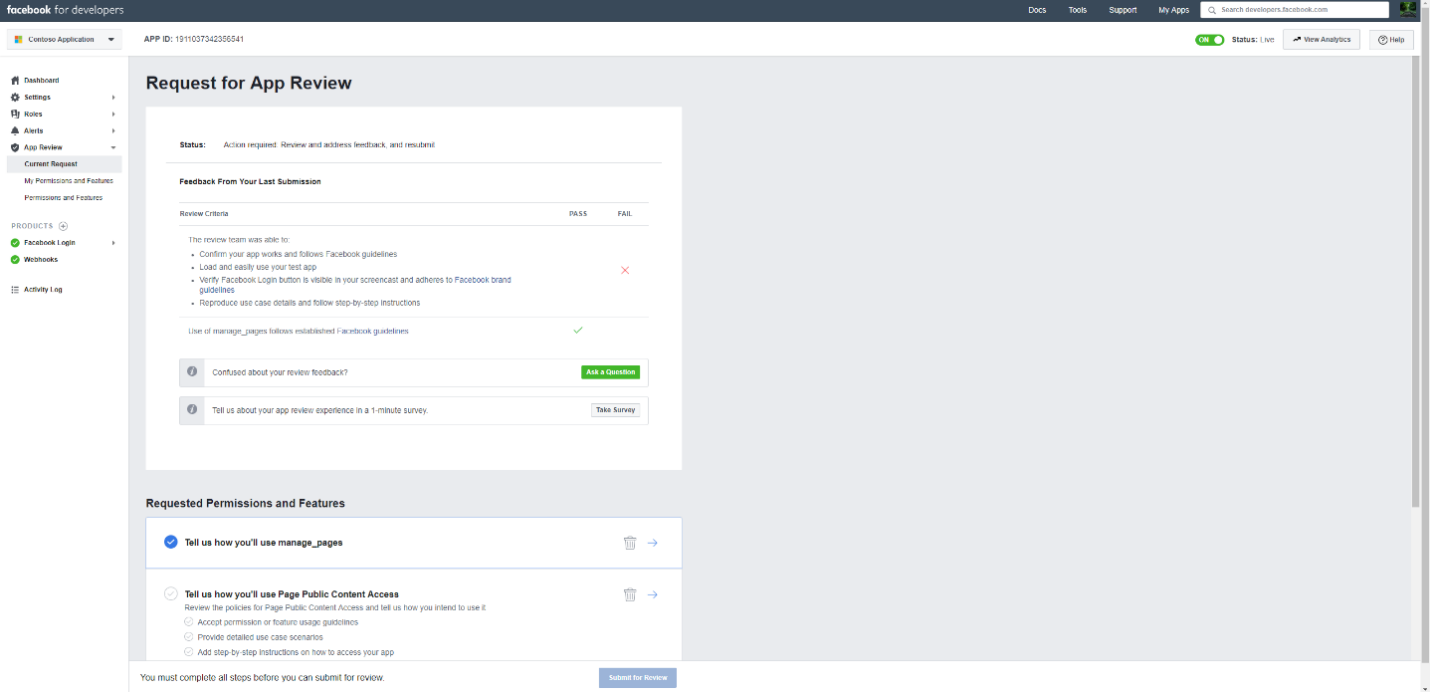 facebook for developers
Docs Tools Support My Apps Search developers.facebook.com
Contoso Application
APP ID: 1911037342356541
ON Status: Live View Analytics Help
Dashboard
Settings
Roles
Alerts
App Review
Current Request
My Permissions and Features
Permissions and Features
PRODUCTS
Facebook Login
Webhooks
Activity Log
Request for App Review
Status: Action required: Review and address feedback, and resubmit
Feedback From Your Last Submission
Review Criteria PASS FAIL
The review team was able to:
Confirm your app works and follows Facebook guidelines
Load and easily use your test app
Verify Facebook Login button is visible in your screencast and adheres to Facebook brand
guidelines
Reproduce use case details and follow step-by-step instructions
Use of manage_pages follows established Facebook guidelines
Confused about your review feedback? Ask a Question
Tell us about your app review experience in a 1-minute survey. Take Survey
Requested Permissions and Features
Tell us how you'll use manage_pages
Tell us how you'll use Page Public Content Access
Review the policies for Page Public Content Access and tell us how you intend to use it
Accept permission or feature usage guidelines
Provide detailed use case scenarios
Add step-by-step instructions on how to access your app
You must complete all steps before you can submit for review. Submit for Review